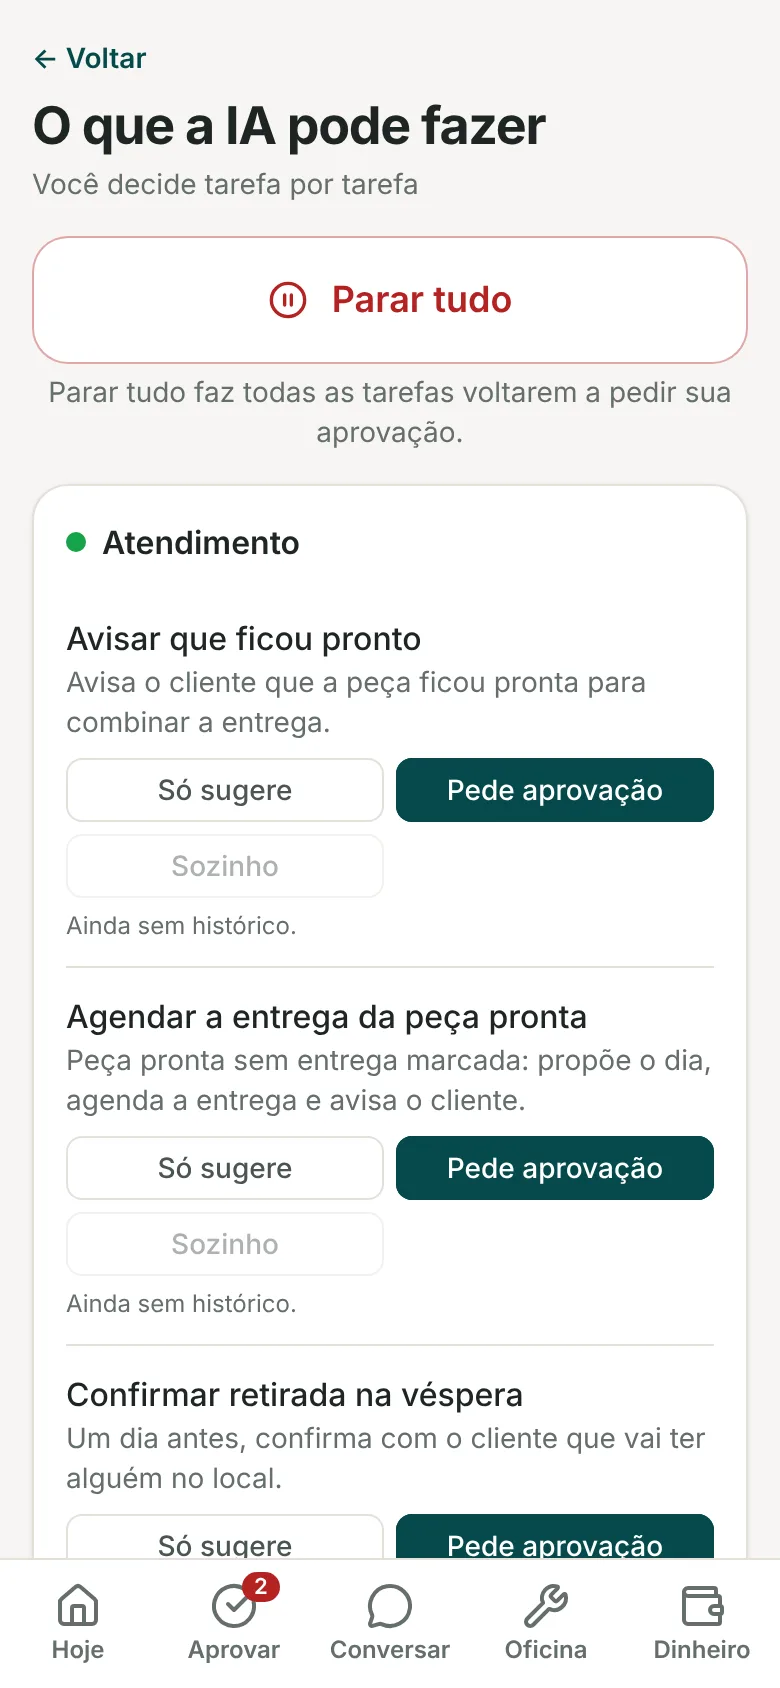 ← Voltar
O que a IA pode fazer
Você decide tarefa por tarefa
Parar tudo
Parar tudo faz todas as tarefas voltarem a pedir sua
aprovação.
Atendimento
Avisar que ficou pronto
Avisa o cliente que a peça ficou pronta para
combinar a entrega.
Só sugere
Pede aprovação
Sozinho
Ainda sem histórico.
Agendar a entrega da peça pronta
Peça pronta sem entrega marcada: propõe o dia,
agenda a entrega e avisa o cliente.
Só sugere
Pede aprovação
Sozinho
Ainda sem histórico.
Confirmar retirada na véspera
Um dia antes, confirma com o cliente que vai ter
alguém no local.
Só sugere
Pede aprovação
2
Hoje
Aprovar
Conversar
Oficina
Dinheiro